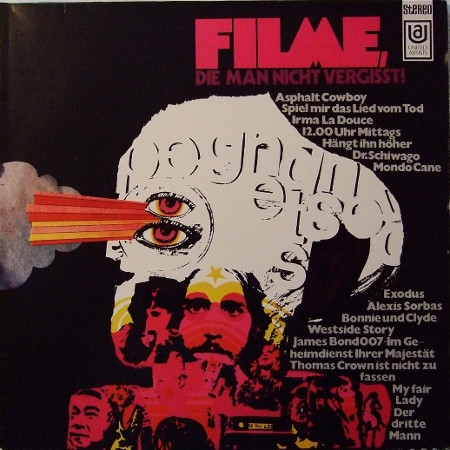 Stereo
UA
UNITED
ARTISTS
FILME,
DIE MAN NICHT VERGISST!
Asphalt Cowboy
Spiel mir das Lied vom Tod
Irma La Douce
12.00 Uhr Mittags
Hängt ihn höher
Dr. Schiwago
Mondo Cane
Exodus
Alexis Sorbas
Bonnie und Clyde
Westside Story
James Bond 007·Im Ge-
heimdienst Ihrer Majestät
Thomas Crown ist nicht zu
fassen
My fair
Lady
Der
dritte
Mann